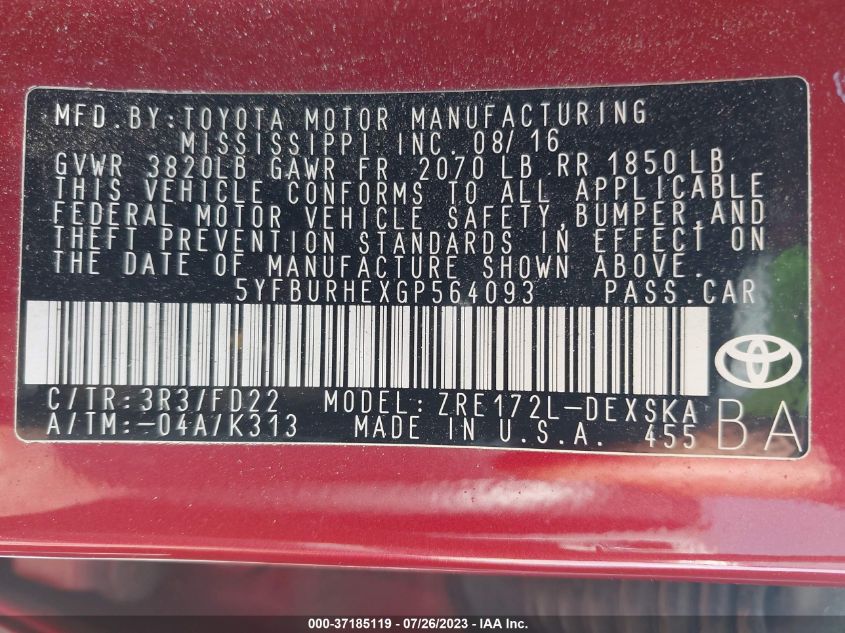 MFD.BY:TOYOTA MOTOR MANUFACTURING
MISSISSIPPI INC. 08/16
GVWR 3820LB GAWR FR 2070 LB RR 1850LB
THIS VEHICLE CONFORMS TO ALL APPLICABLE
FEDERAL MOTOR VEHICLE SAFETY,BUMPER,AND
THEFT PREVENTION STANDARDS IN EFFECT ON
THE DATE OF MANUFACTURE SHOWN ABOVE.
5YFBURHEXGP564093 PASS.CAR
C/TR:3R3/FD22 MODEL:ZRE172L-DEXSKA
A/TM:-04A/K313 MADE IN U.S.A. 455
BA
000-37185119 / 07/26/2023 / IAA Inc.